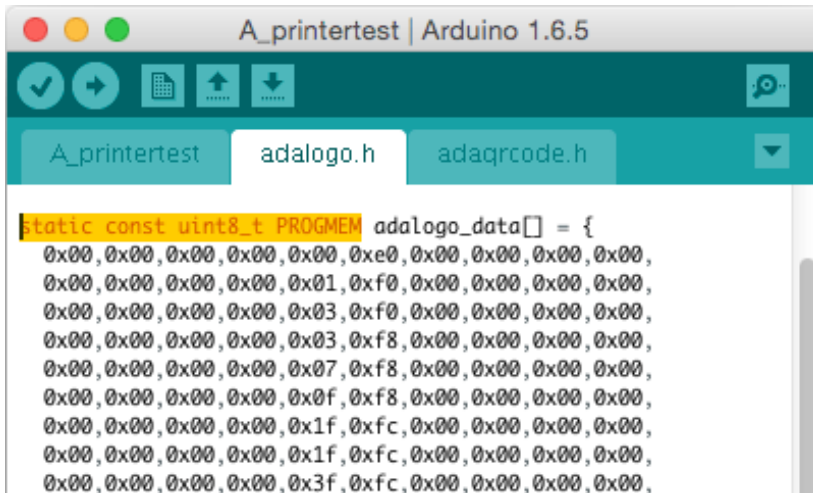 A_printertest | Arduino 1.6.5
A_printertest adalogo.h adaqrcode.h
static const uint8_t PROGMEM adalogo_data[] = {
0x00,0x00,0x00,0x00,0x00,0xe0,0x00,0x00,0x00,0x00,
0x00,0x00,0x00,0x00,0x01,0xf0,0x00,0x00,0x00,0x00,
0x00,0x00,0x00,0x00,0x03,0xf0,0x00,0x00,0x00,0x00,
0x00,0x00,0x00,0x00,0x03,0xf8,0x00,0x00,0x00,0x00,
0x00,0x00,0x00,0x00,0x07,0xf8,0x00,0x00,0x00,0x00,
0x00,0x00,0x00,0x00,0x0f,0xf8,0x00,0x00,0x00,0x00,
0x00,0x00,0x00,0x00,0x1f,0xfc,0x00,0x00,0x00,0x00,
0x00,0x00,0x00,0x00,0x1f,0xfc,0x00,0x00,0x00,0x00,
0x00,0x00,0x00,0x00,0x3f,0xfc,0x00,0x00,0x00,0x00,